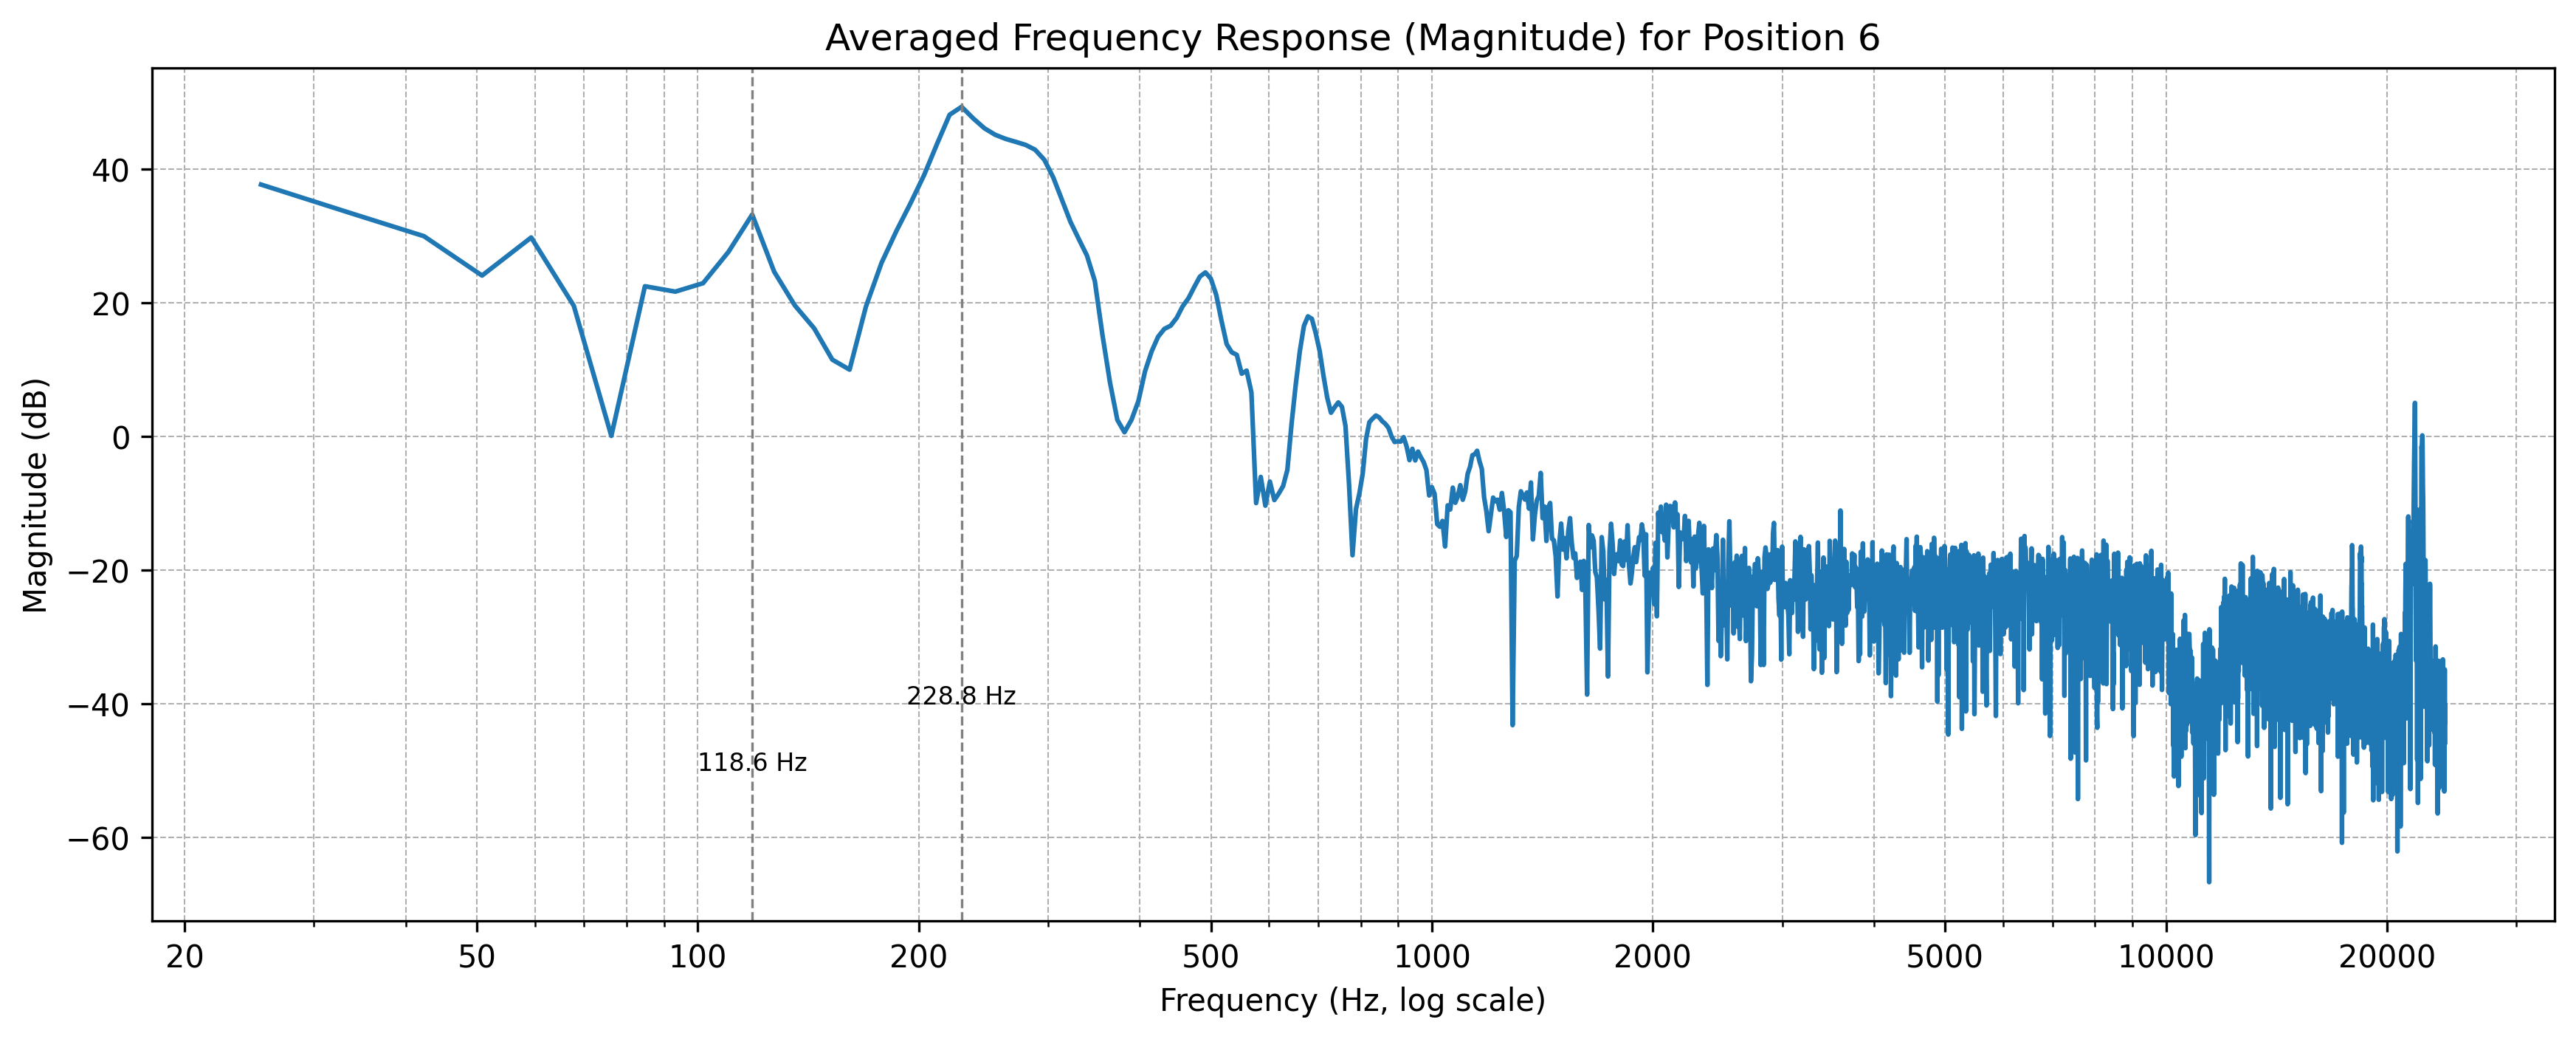 Averaged Frequency Response (Magnitude) for Position 6
Magnitude (dB)
40
20
0
−20
−40
−60
228.8 Hz
118.6 Hz
20 50 100 200 500 1000 2000 5000 10000 20000
Frequency (Hz, log scale)